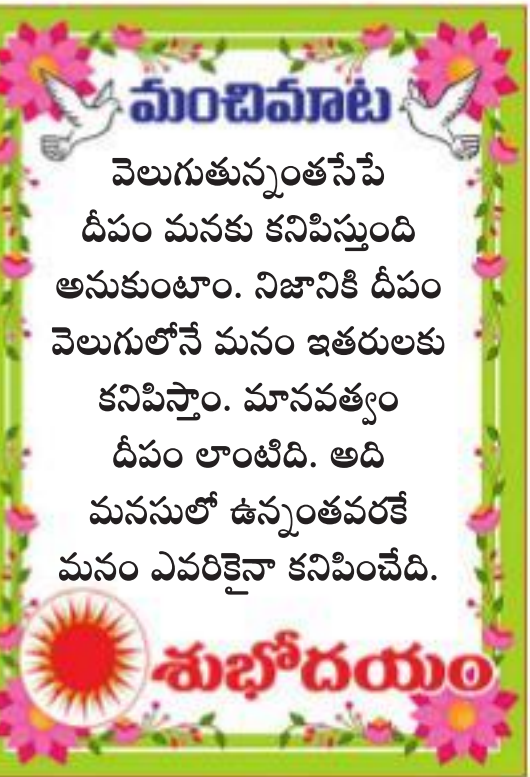 మంచిమాట
వెలుగుతున్నంతసేపే
దీపం మనకు కనిపిస్తుంది
అనుకుంటాం. నిజానికి దీపం
వెలుగులోనే మనం ఇతరులకు
కనిపిస్తాం. మానవత్వం
దీపం లాంటిది. అది
మనసులో ఉన్నంతవరకే
మనం ఎవరికైనా కనిపించేది.
శుభోదయం